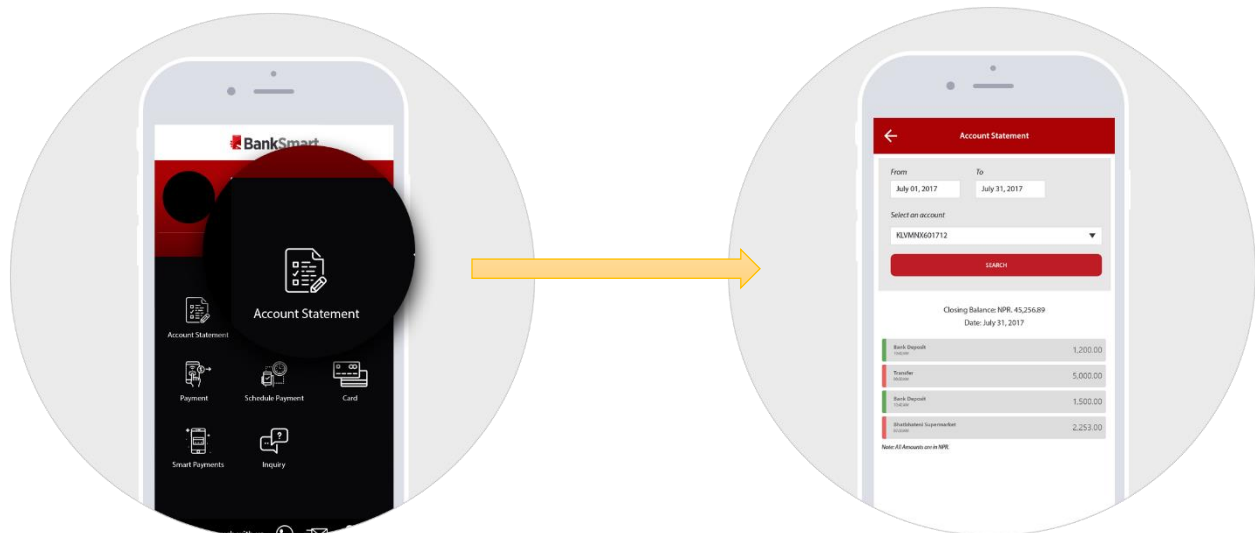 BankSmart
Account Statement
Account Statement
Payment
Schedule Payment
Card
Smart Payments
Inquiry
Account Statement
From
To
July 01, 2017
July 31, 2017
Select an account
KLVMNX601712
SEARCH
Closing Balance: NPR. 45,256.89
Date: July 31, 2017
Bank Deposit
1,200.00
Transfer
5,000.00
Bank Deposit
1,500.00
Bhatbhateni Supermarket
2,253.00
Note: All Amounts are in NPR.